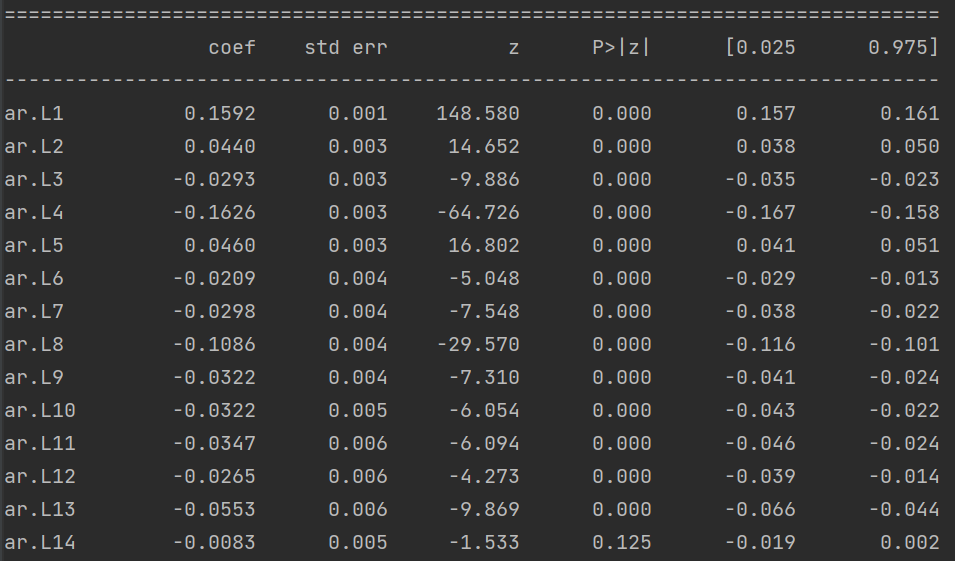 ==============================================================================
                 coef    std err          z      P>|z|      [0.025      0.975]
------------------------------------------------------------------------------
ar.L1          0.1592      0.001    148.580      0.000       0.157       0.161
ar.L2          0.0440      0.003     14.652      0.000       0.038       0.050
ar.L3         -0.0293      0.003     -9.886      0.000      -0.035      -0.023
ar.L4         -0.1626      0.003    -64.726      0.000      -0.167      -0.158
ar.L5          0.0460      0.003     16.802      0.000       0.041       0.051
ar.L6         -0.0209      0.004     -5.048      0.000      -0.029      -0.013
ar.L7         -0.0298      0.004     -7.548      0.000      -0.038      -0.022
ar.L8         -0.1086      0.004    -29.570      0.000      -0.116      -0.101
ar.L9         -0.0322      0.004     -7.310      0.000      -0.041      -0.024
ar.L10        -0.0322      0.005     -6.054      0.000      -0.043      -0.022
ar.L11        -0.0347      0.006     -6.094      0.000      -0.046      -0.024
ar.L12        -0.0265      0.006     -4.273      0.000      -0.039      -0.014
ar.L13        -0.0553      0.006     -9.869      0.000      -0.066      -0.044
ar.L14        -0.0083      0.005     -1.533      0.125      -0.019       0.002